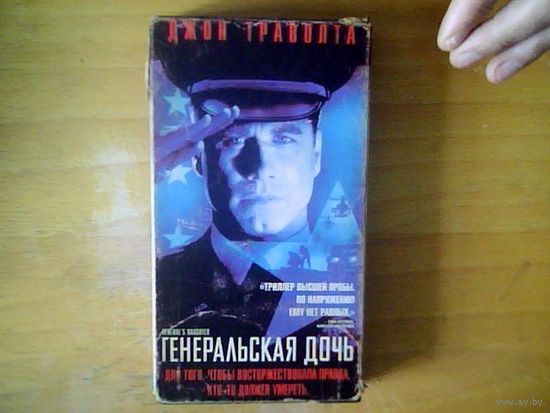 ДЖОН ТРАВОЛТА
«ТРИЛЛЕР ВЫСШЕЙ ПРОБЫ,
ПО НАПРЯЖЕНИЮ
ЕМУ НЕТ РАВНЫХ.»
GENERAL'S DAUGHTER
ГЕНЕРАЛЬСКАЯ ДОЧЬ
ДЛЯ ТОГО, ЧТОБЫ ВОСТОРЖЕСТВОВАЛА ПРАВДА,
КТО-ТО ДОЛЖЕН УМЕРЕТЬ.
www.ay.by